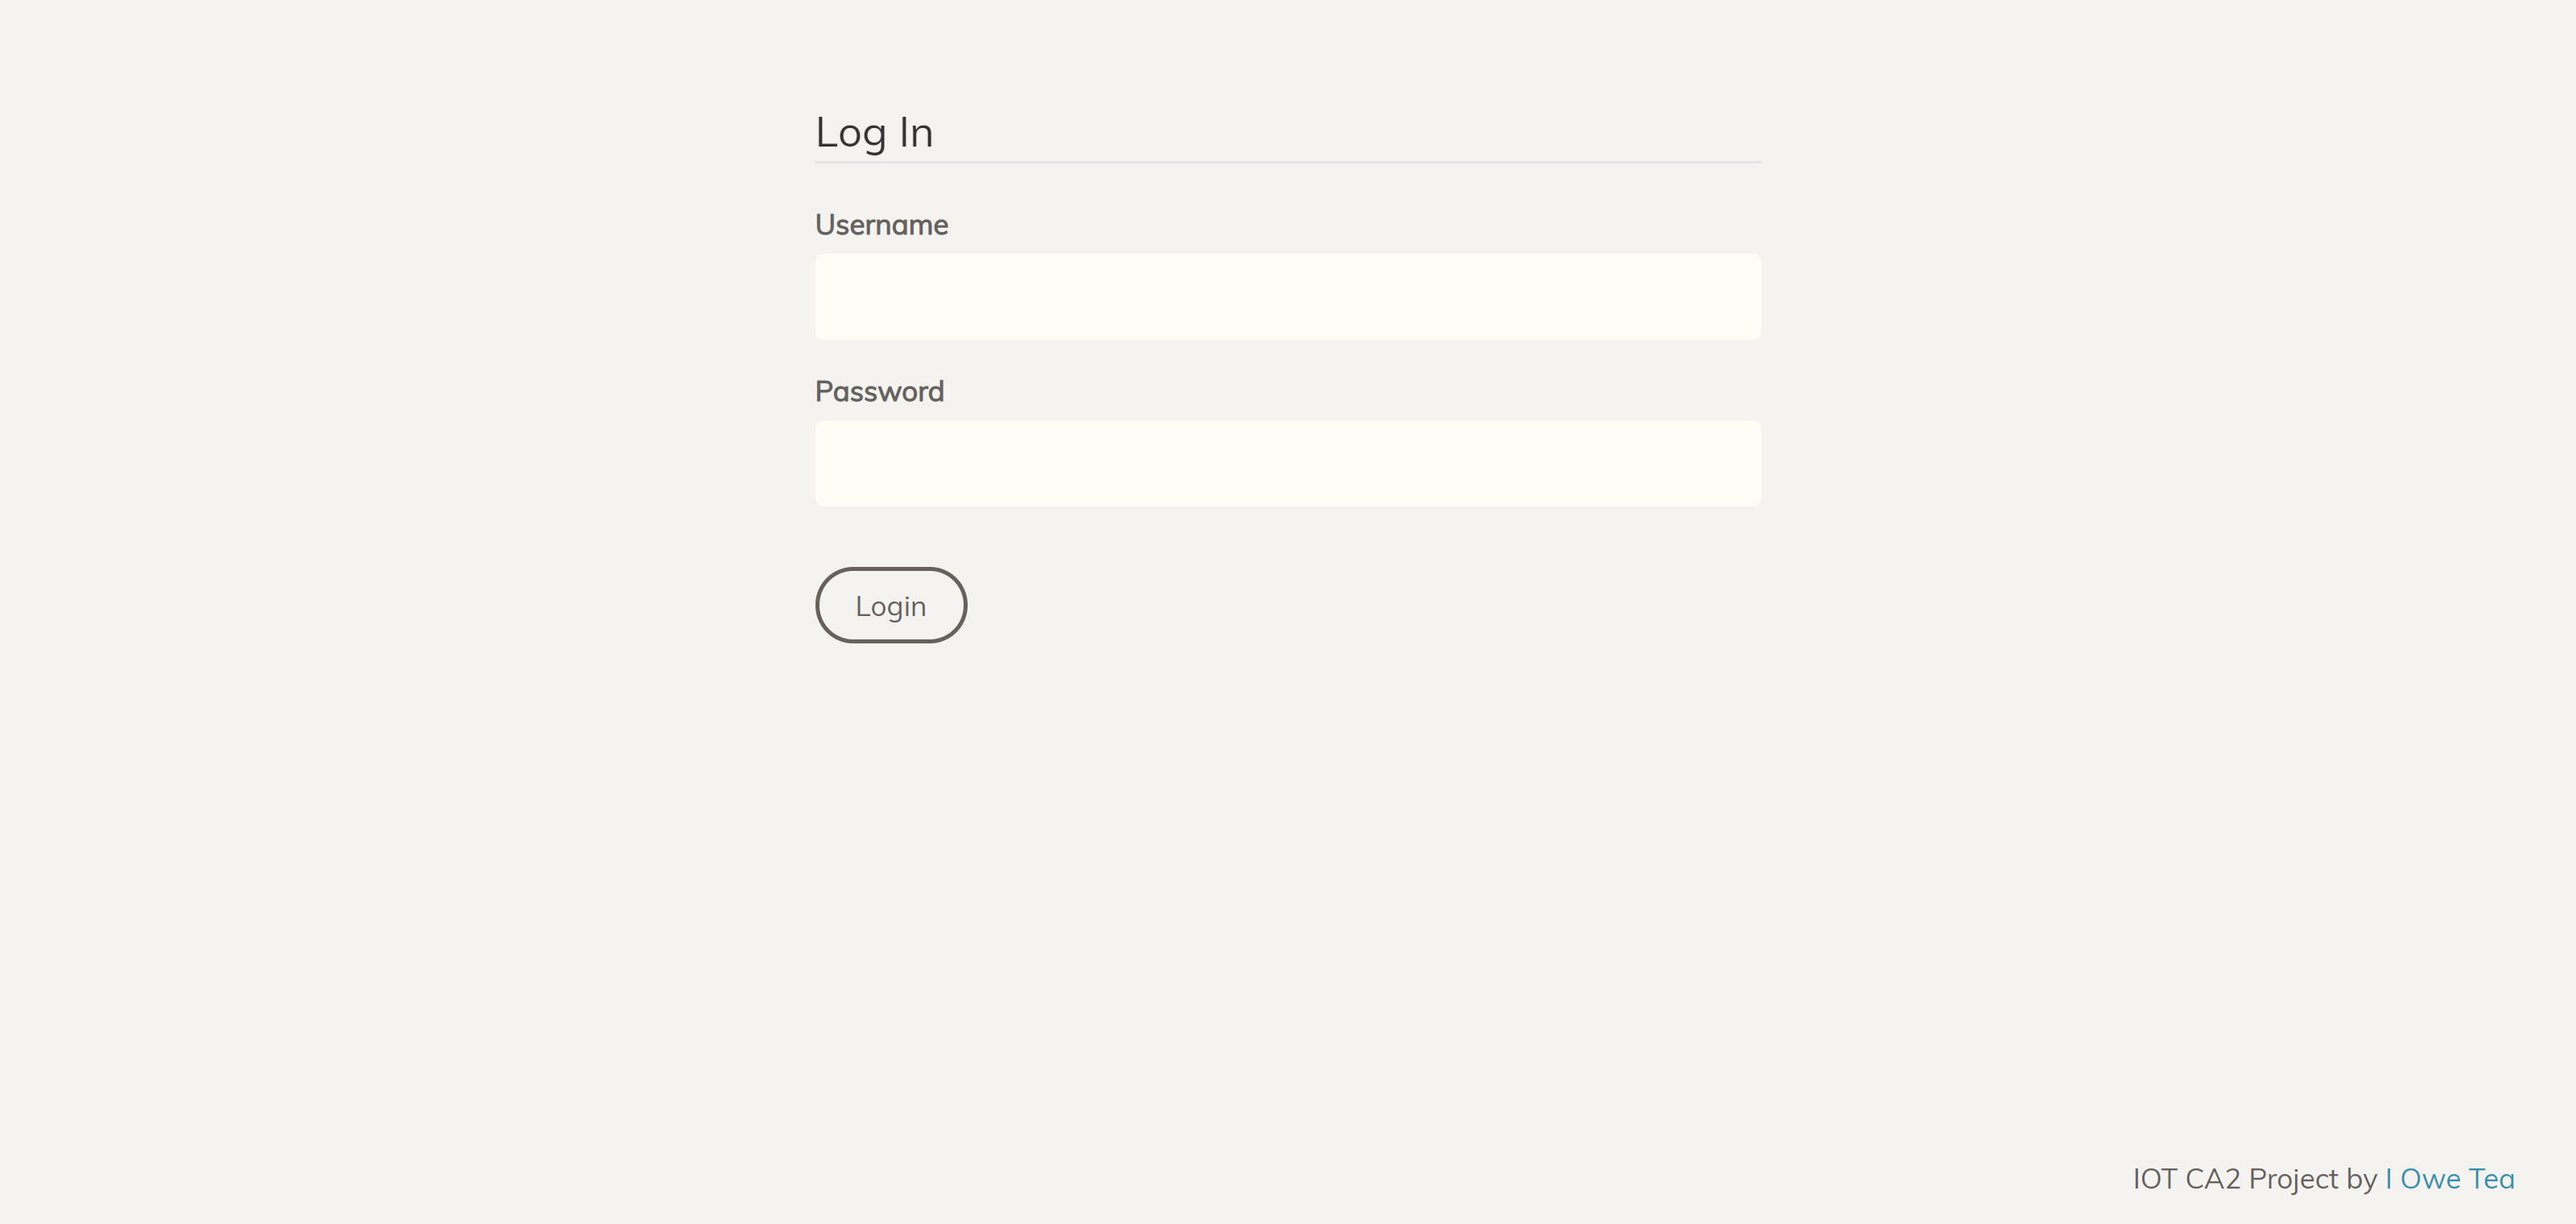 Log In
Username
Password
Login
IOT CA2 Project by I Owe Tea